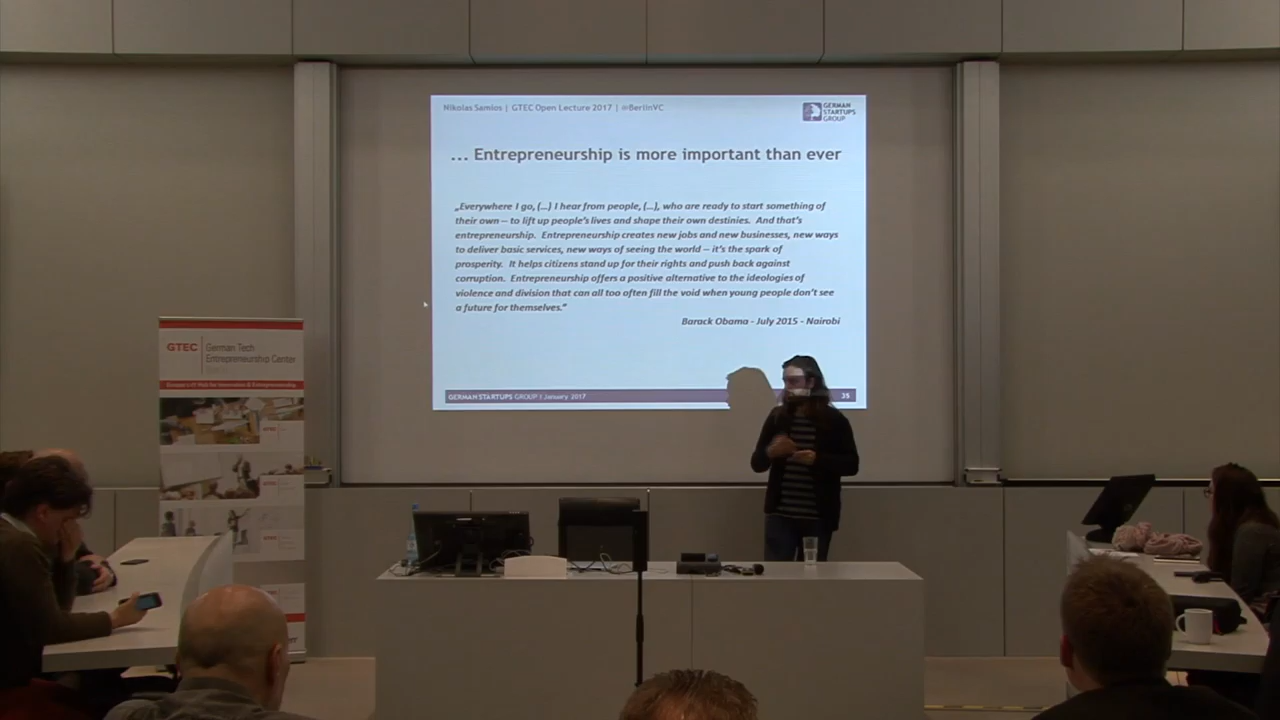 Nikolas Samios | GTEC Open Lecture 2017 | @BerlinVC
GERMAN
STARTUPS
GROUP
... Entrepreneurship is more important than ever
„Everywhere I go, (...) I hear from people, (...), who are ready to start something of
their own — to lift up people's lives and shape their own destinies. And that's
entrepreneurship. Entrepreneurship creates new jobs and new businesses, new ways
to deliver basic services, new ways of seeing the world — it's the spark of
prosperity. It helps citizens stand up for their rights and push back against
corruption. Entrepreneurship offers a positive alternative to the ideologies of
violence and division that can all too often fill the void when young people don't see
a future for themselves."
Barack Obama - July 2015 - Nairobi
GERMAN STARTUPS GROUP I January 2017
35
GTEC
German Tech
Entrepreneurship Center